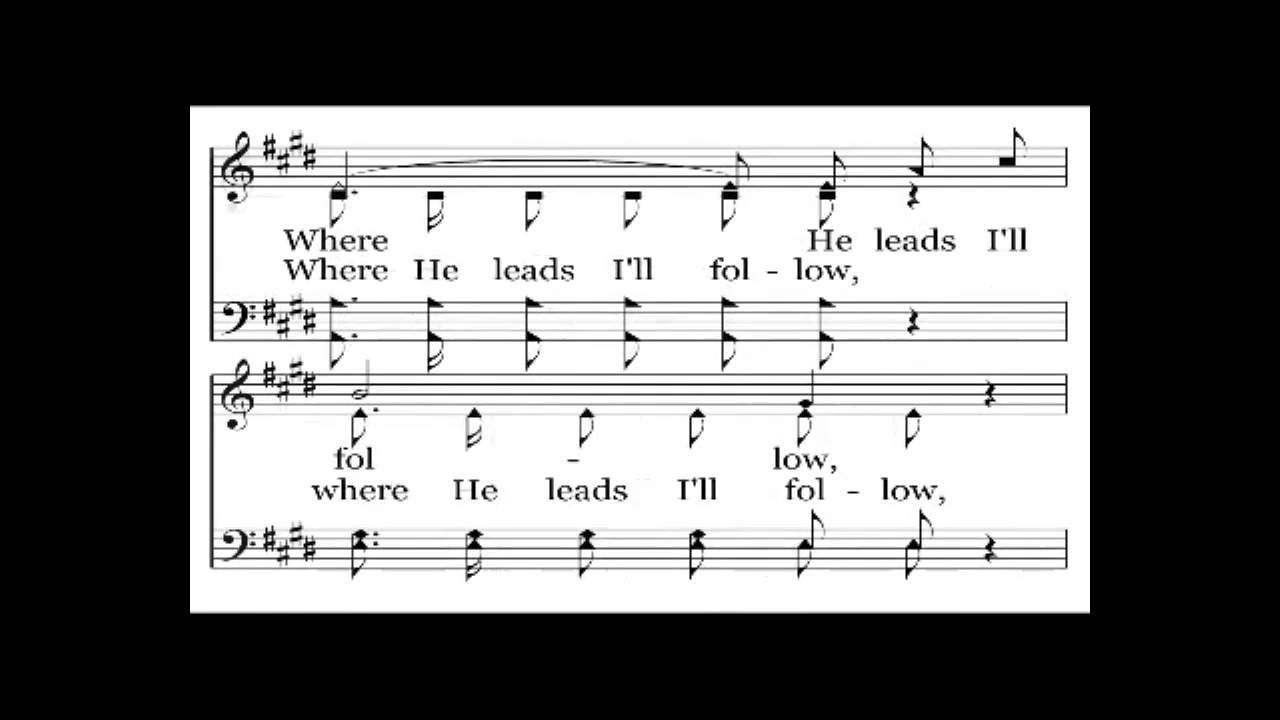 Where He leads I'll
Where He leads I'll fol - low,
fol - low,
where He leads I'll fol - low,